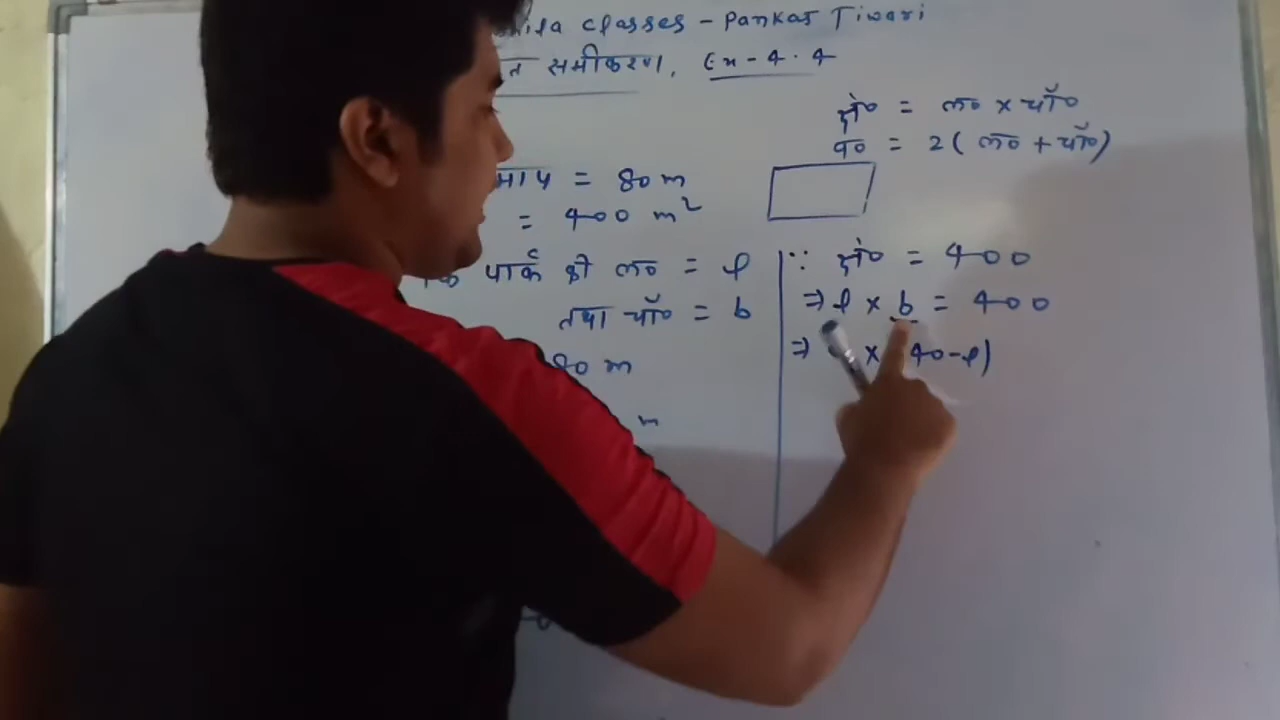 classes - Pankaj Tiwari
समीकरण, Ex - 4.4
क्षे० = ल० × चौ०
प० = 2(ल० + चौ०)
माप = 80 m
= 400 m²
पार्क की ल० = l
तथा चौ० = b
80 m
m
∵ क्षे० = 400
⇒ l × b = 400
⇒ × 40-l)